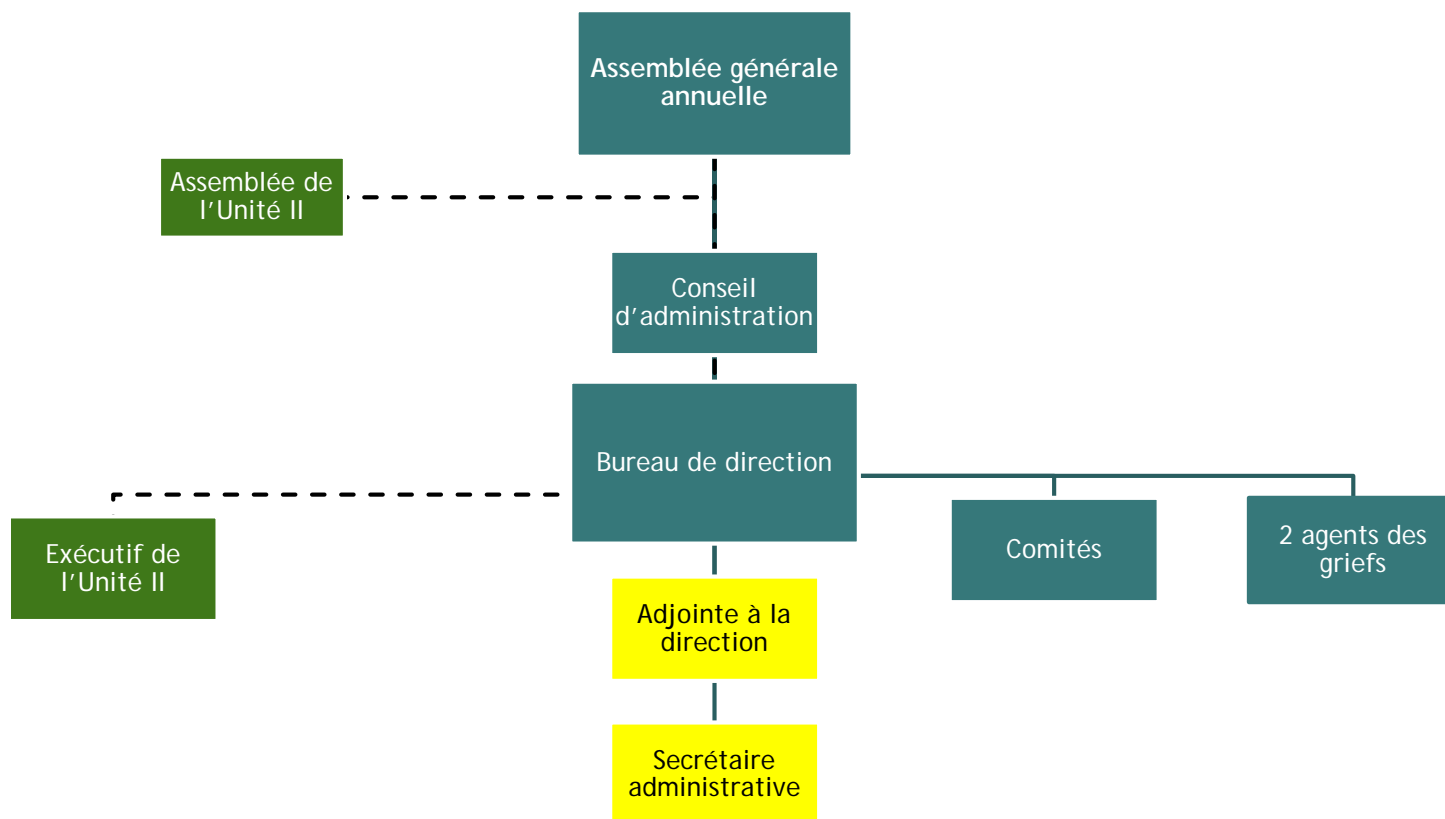 Assemblée générale
annuelle
Assemblée de
l'Unité II
Conseil
d'administration
Bureau de direction
Exécutif de
l'Unité II
Comités
2 agents des
griefs
Adjointe à la
direction
Secrétaire
administrative